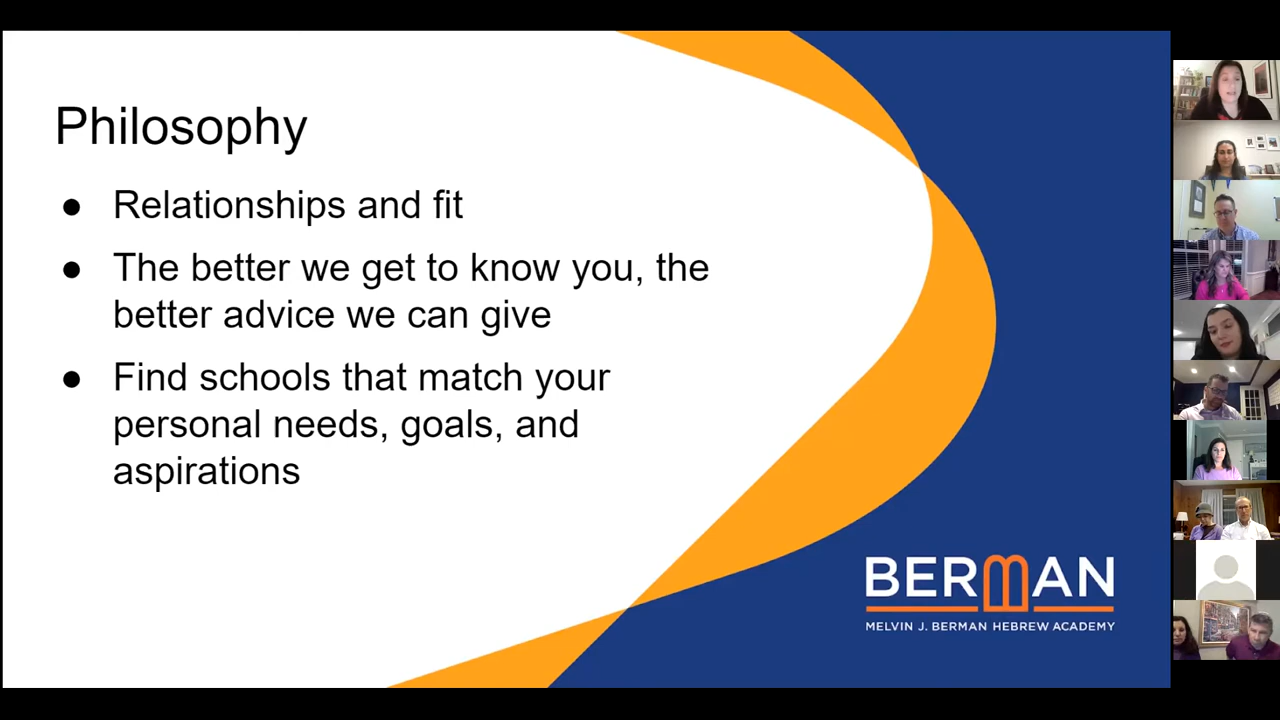 Philosophy
● Relationships and fit
● The better we get to know you, the
better advice we can give
● Find schools that match your
personal needs, goals, and
aspirations
BERMAN
MELVIN J. BERMAN HEBREW ACADEMY